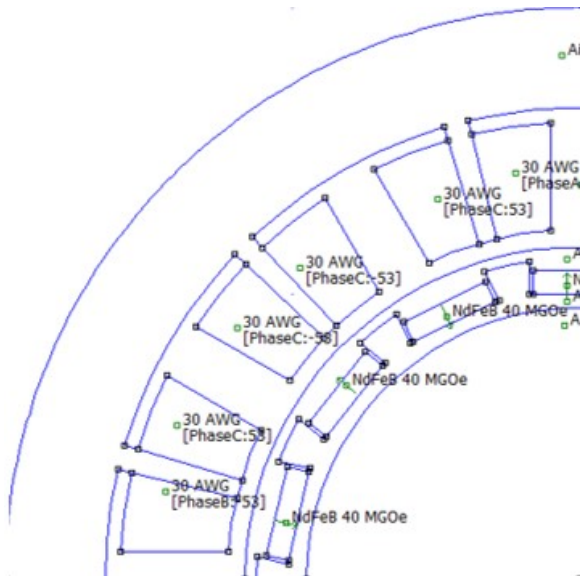 Ai
30 AWG
[PhaseA
30 AWG
[PhaseC:53]
30 AWG
[PhaseC:-53]
A
N
A
30 AWG
[PhaseC:-53]
NdFeB 40 MGOe
A
NdFeB 40 MGOe
30 AWG
[PhaseC:53]
30 AWG
[PhaseB:-53]
NdFeB 40 MGOe